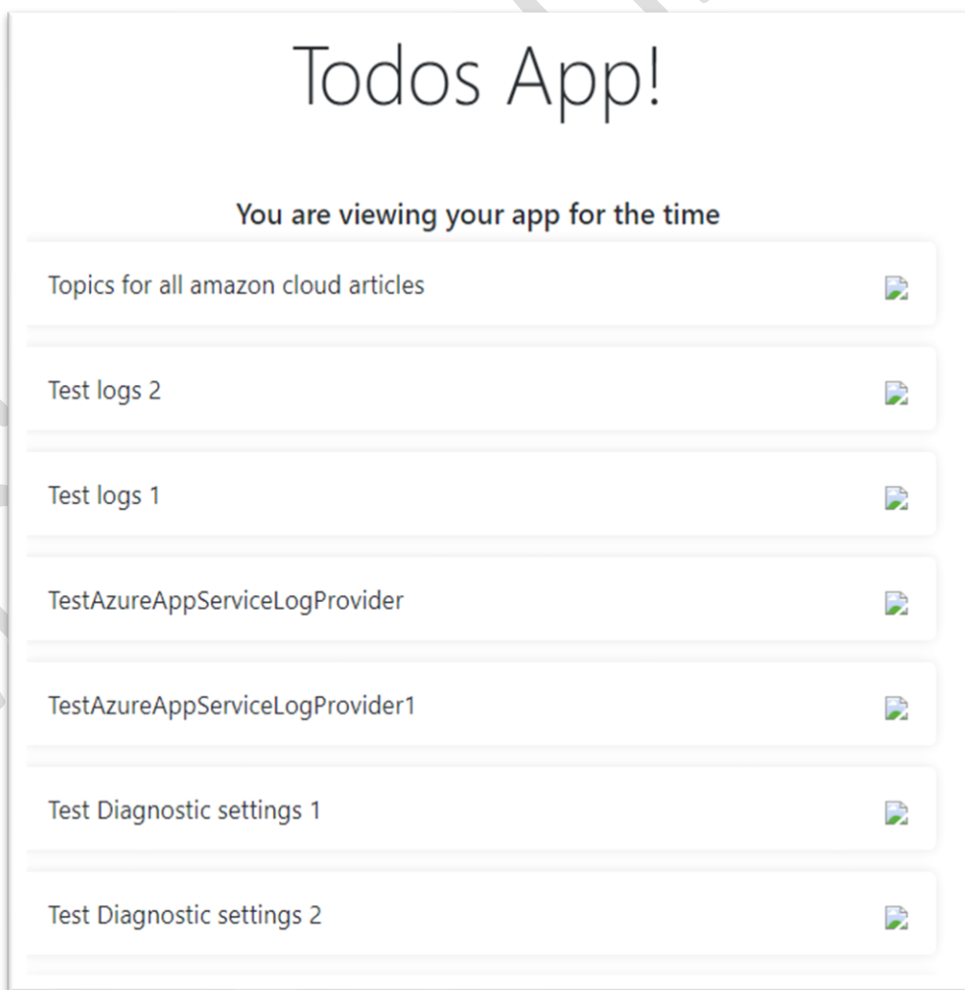 Todos App!
You are viewing your app for the time
Topics for all amazon cloud articles
Test logs 2
Test logs 1
TestAzureAppServiceLogProvider
TestAzureAppServiceLogProvider1
Test Diagnostic settings 1
Test Diagnostic settings 2